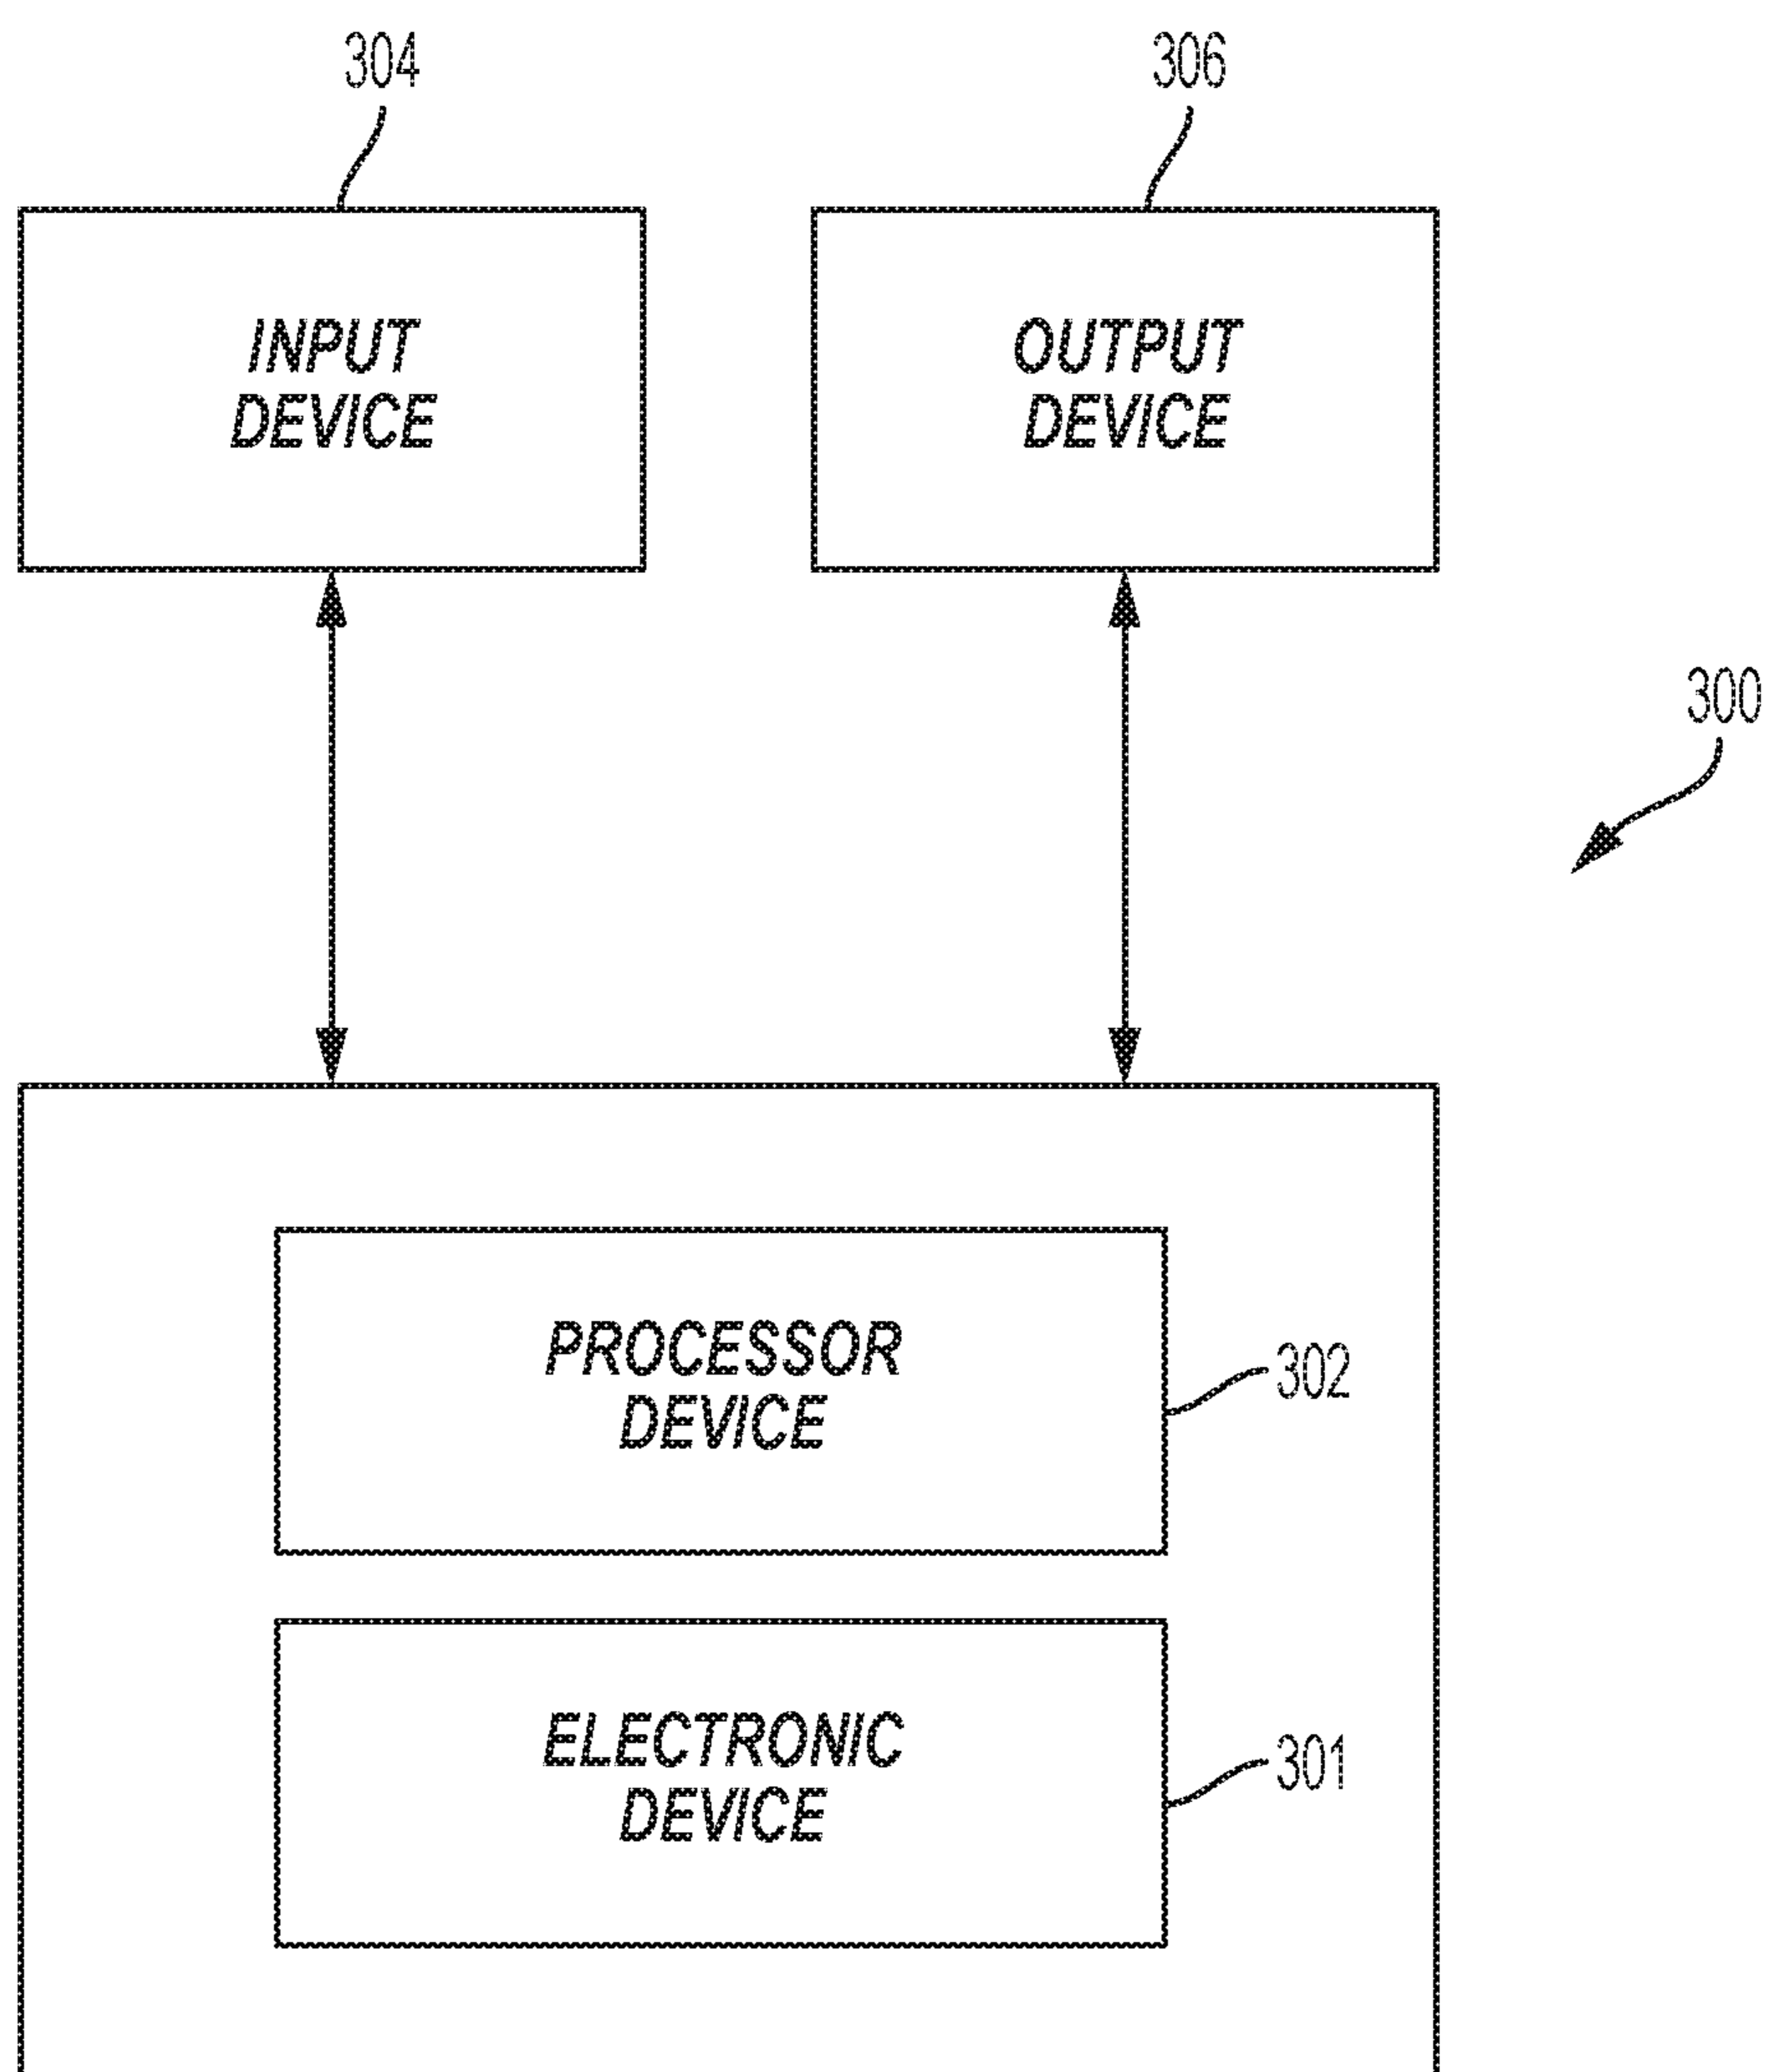 304
306
INPUT
DEVICE
OUTPUT
DEVICE
300
PROCESSOR
DEVICE
302
ELECTRONIC
DEVICE
301